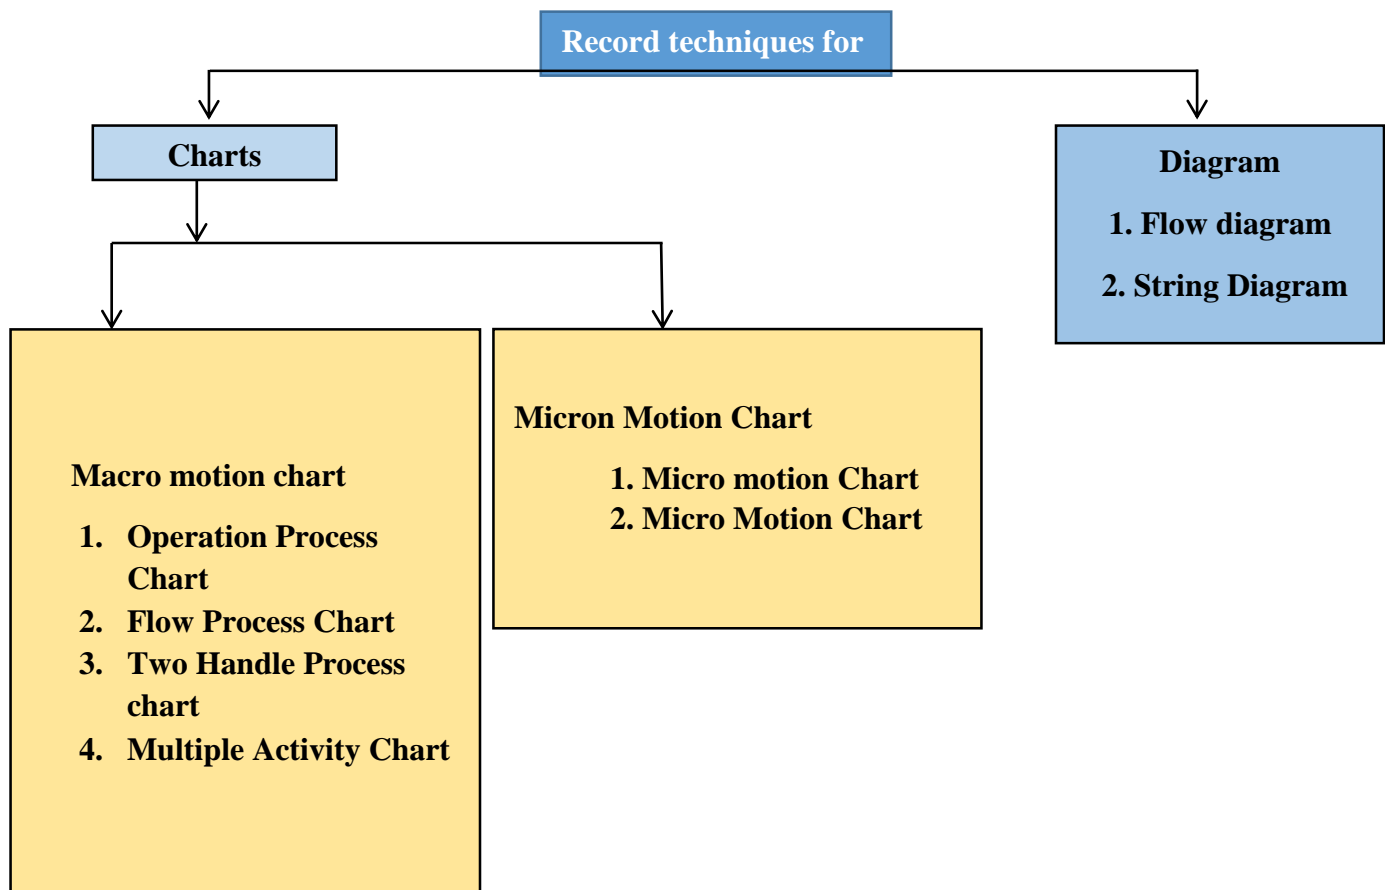 Record techniques for
Charts
Diagram
1. Flow diagram
2. String Diagram
Macro motion chart
1. Operation Process
Chart
2. Flow Process Chart
3. Two Handle Process
chart
4. Multiple Activity Chart
Micron Motion Chart
1. Micro motion Chart
2. Micro Motion Chart